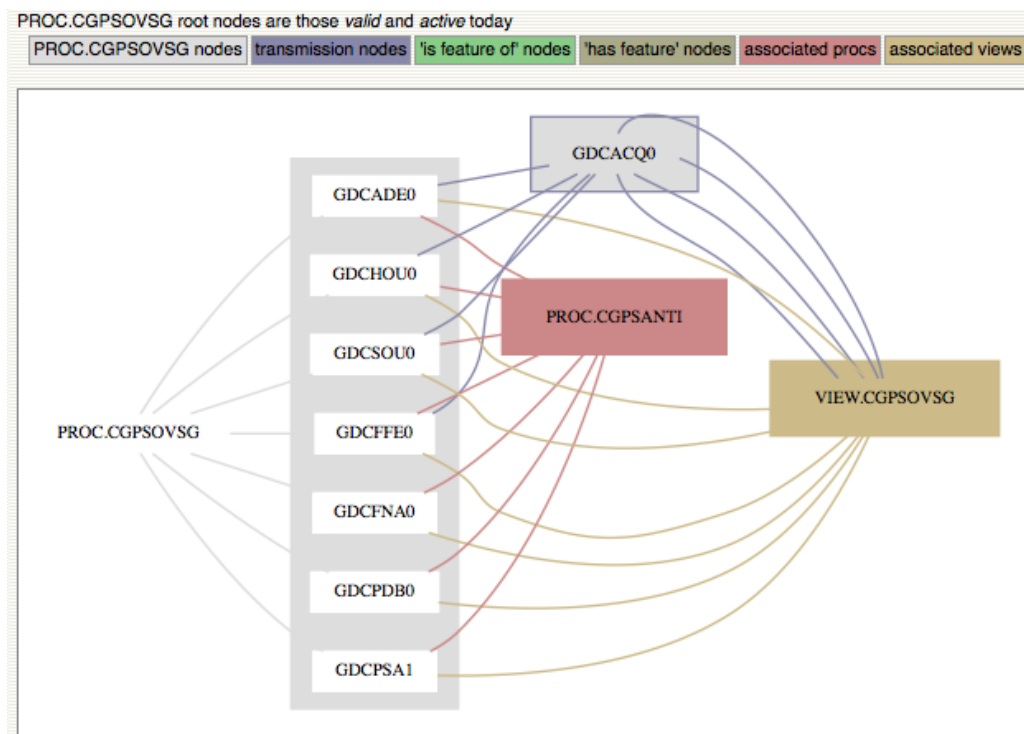 PROC.CGPSOVSG root nodes are those valid and active today
PROC.CGPSOVSG nodes transmission nodes 'is feature of' nodes 'has feature' nodes associated procs associated views
GDCACQ0
GDCADE0
GDCHOU0
PROC.CGPSANTI
GDCSOU0
VIEW.CGPSOVSG
PROC.CGPSOVSG
GDCFFE0
GDCFNA0
GDCPDB0
GDCPSA1